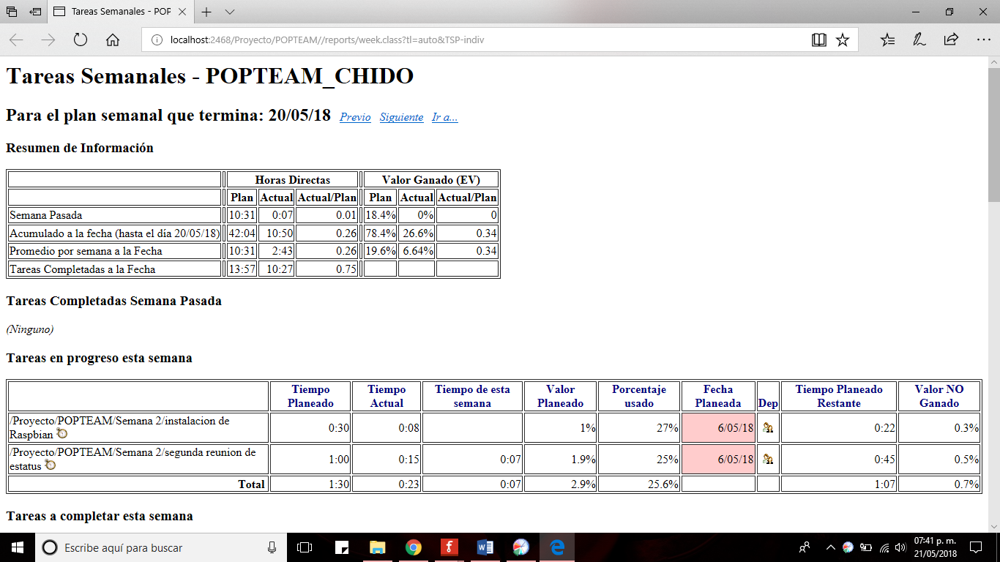 Tareas Semanales - POP
localhost:2468/Proyecto/POPTEAM//reports/week.class?tl=auto&TSP-indiv
Tareas Semanales - POPTEAM_CHIDO
Para el plan semanal que termina: 20/05/18 Previo Siguiente Ir a...
Resumen de Información
Horas Directas Valor Ganado (EV)
Plan Actual Actual/Plan Plan Actual Actual/Plan
Semana Pasada 10:31 0:07 0.01 18.4% 0% 0
Acumulado a la fecha (hasta el día 20/05/18) 42:04 10:50 0.26 78.4% 26.6% 0.34
Promedio por semana a la Fecha 10:31 2:43 0.26 19.6% 6.64% 0.34
Tareas Completadas a la Fecha 13:57 10:27 0.75
Tareas Completadas Semana Pasada
(Ninguno)
Tareas en progreso esta semana
Tiempo Planeado Tiempo Actual Tiempo de esta semana Valor Planeado Porcentaje usado Fecha Planeada Dep Tiempo Planeado Restante Valor NO Ganado
/Proyecto/POPTEAM/Semana 2/instalacion de Raspbian 0:30 0:08 1% 27% 6/05/18 0:22 0.3%
/Proyecto/POPTEAM/Semana 2/segunda reunion de estatus 1:00 0:15 0:07 1.9% 25% 6/05/18 0:45 0.5%
Total 1:30 0:23 0:07 2.9% 25.6% 1:07 0.7%
Tareas a completar esta semana
Escribe aquí para buscar
07:41 p. m.
21/05/2018